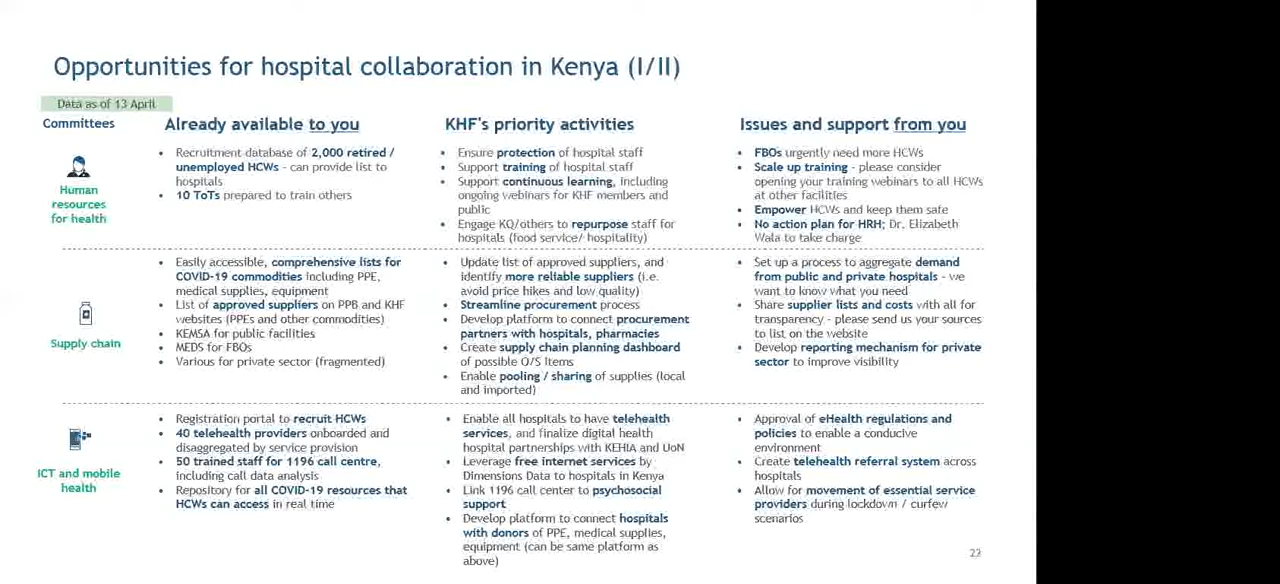 Opportunities for hospital collaboration in Kenya (I/II)
Data as of 13 April
Committees
Already available to you
KHF's priority activities
Issues and support from you
Human
resources
for health
• Recruitment database of 2,000 retired /
unemployed HCWs - can provide list to
hospitals
• 10 ToTs prepared to train others
• Ensure protection of hospital staff
• Support training of hospital staff
• Support continuous learning, including
ongoing webinars for KHF members and
public
• Engage KQ/others to repurpose staff for
hospitals (food service/ hospitality)
• FBOs urgently need more HCWs
• Scale up training - please consider
opening your training webinars to all HCWs
at other facilities
• Empower HCWs and keep them safe
• No action plan for HRH; Dr. Elizabeth
Wala to take charge
Supply chain
• Easily accessible, comprehensive lists for
COVID-19 commodities including PPE,
medical supplies, equipment
• List of approved suppliers on PPB and KHF
websites (PPEs and other commodities)
• KEMSA for public facilities
• MEDS for FBOs
• Various for private sector (fragmented)
• Update list of approved suppliers, and
identify more reliable suppliers (i.e.
avoid price hikes and low quality)
• Streamline procurement process
• Develop platform to connect procurement
partners with hospitals, pharmacies
• Create supply chain planning dashboard
of possible O/S items
• Enable pooling / sharing of supplies (local
and imported)
• Set up a process to aggregate demand
from public and private hospitals - we
want to know what you need
• Share supplier lists and costs with all for
transparency - please send us your sources
to list on the website
• Develop reporting mechanism for private
sector to improve visibility
ICT and mobile
health
• Registration portal to recruit HCWs
• 40 telehealth providers onboarded and
disaggregated by service provision
• 50 trained staff for 1196 call centre,
including call data analysis
• Repository for all COVID-19 resources that
HCWs can access in real time
• Enable all hospitals to have telehealth
services, and finalize digital health
hospital partnerships with KEHIA and UoN
• Leverage free internet services by
Dimensions Data to hospitals in Kenya
• Link 1196 call center to psychosocial
support
• Develop platform to connect hospitals
with donors of PPE, medical supplies,
equipment (can be same platform as
above)
• Approval of eHealth regulations and
policies to enable a conducive
environment
• Create telehealth referral system across
hospitals
• Allow for movement of essential service
providers during lockdown / curfew
scenarios
23